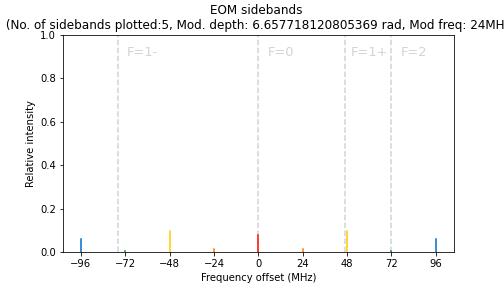 EOM sidebands
(No. of sidebands plotted:5, Mod. depth: 6.657718120805369 rad, Mod freq: 24MH
1.0
F=1-
F=0
F=1+
F=2
0.8
0.6
0.4
0.2
0.0
Relative intensity
−96
−72
−48
−24
0
24
48
72
96
Frequency offset (MHz)